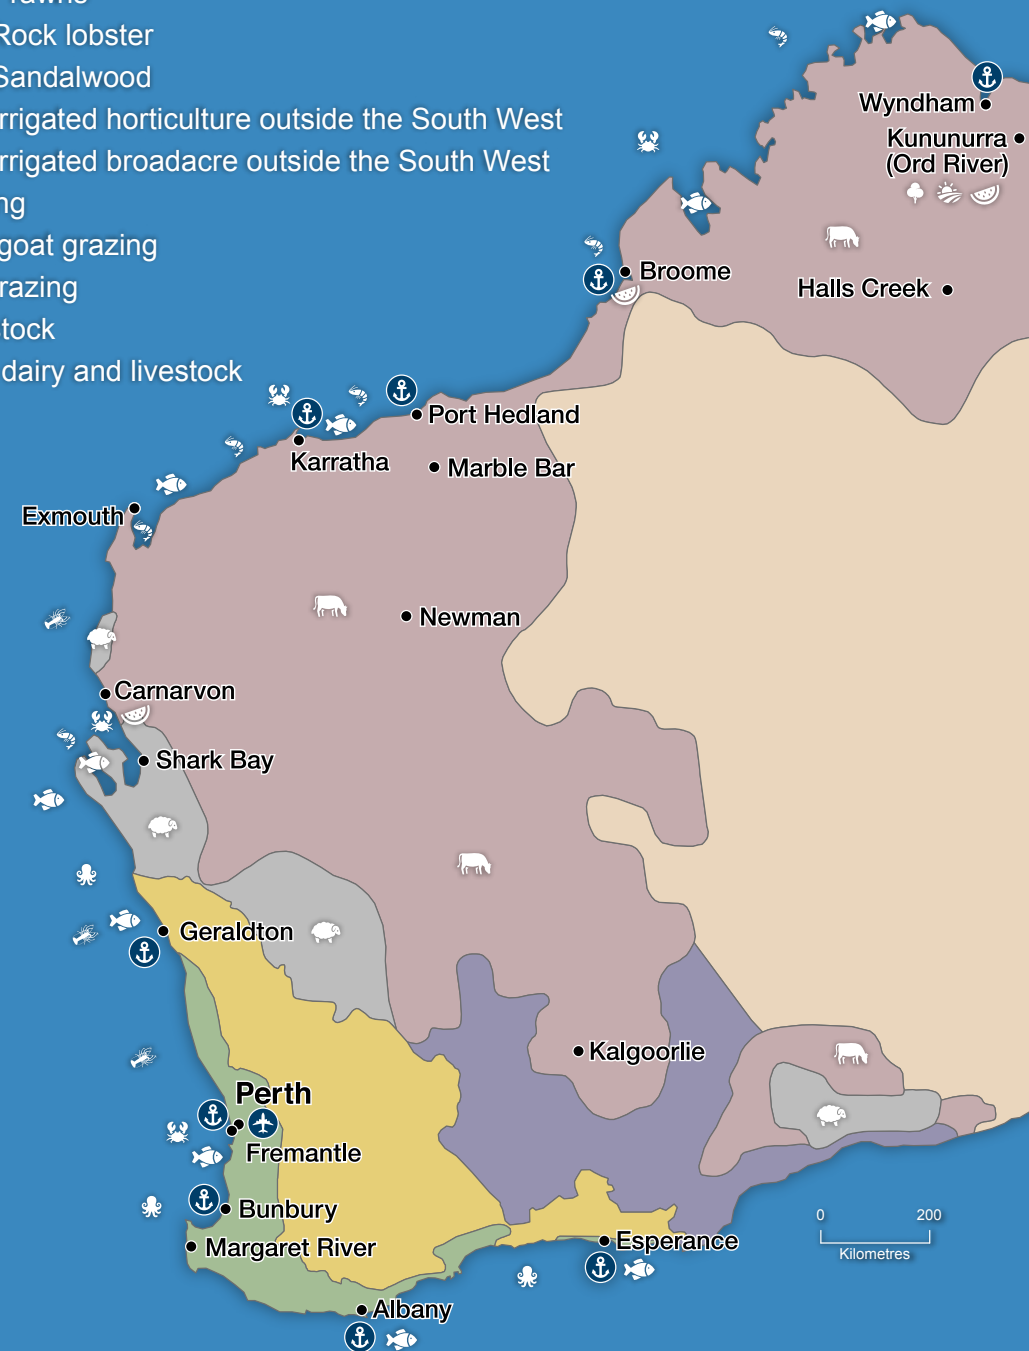 Rock lobster
Sandalwood
rrigated horticulture outside the South West
rrigated broadacre outside the South West
ng
goat grazing
razing
stock
dairy and livestock
Wyndham
Kununurra
(Ord River)
Broome
Halls Creek
Port Hedland
Karratha
Marble Bar
Exmouth
Newman
Carnarvon
Shark Bay
Geraldton
Kalgoorlie
Perth
Fremantle
Bunbury
Margaret River
Esperance
Albany
0 200
Kilometres